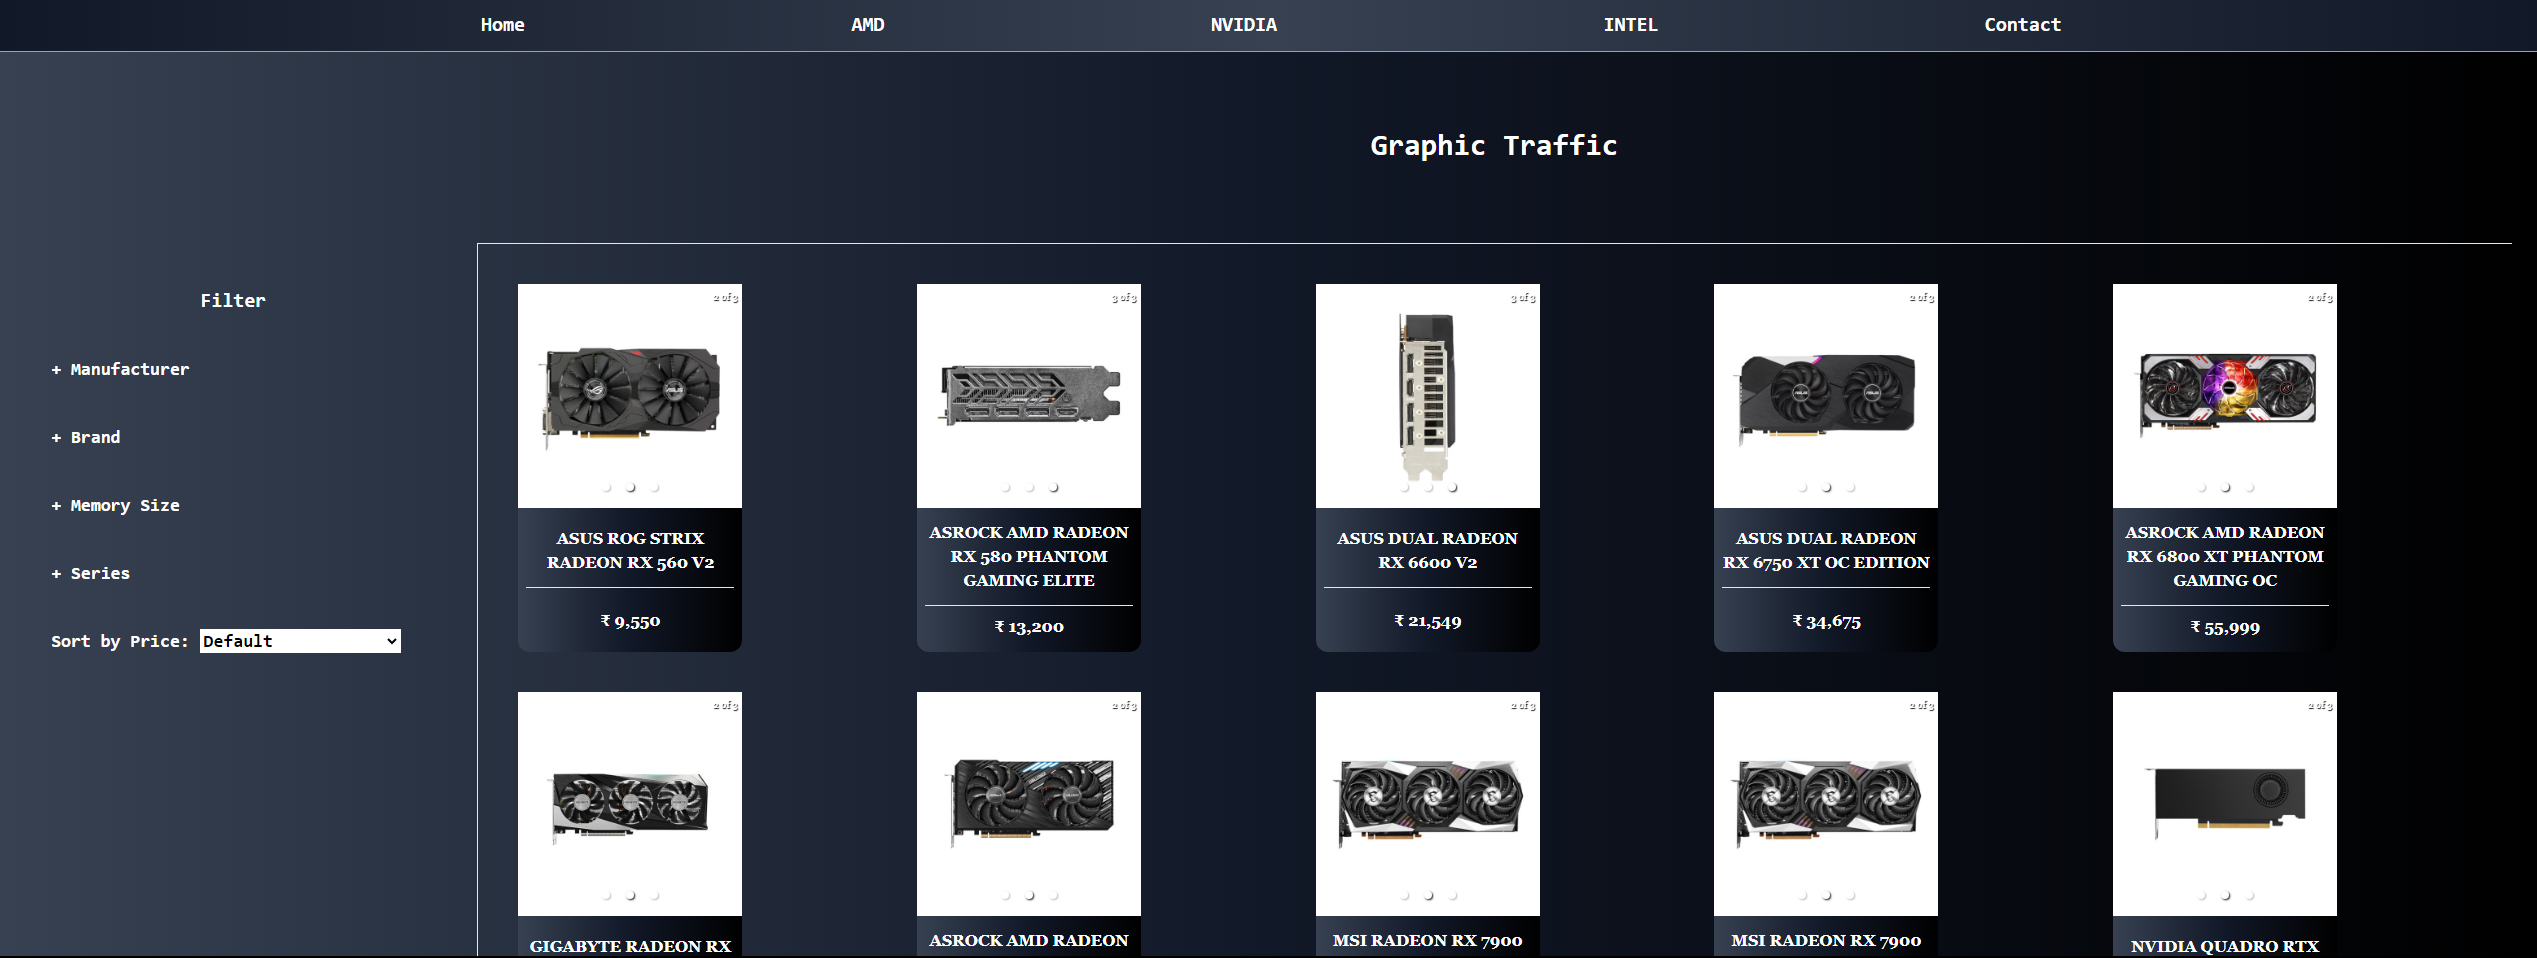 Home AMD NVIDIA INTEL Contact
Graphic Traffic
Filter
+ Manufacturer
+ Brand
+ Memory Size
+ Series
Sort by Price: Default
2 of 3
ASUS ROG STRIX
RADEON RX 560 V2
₹ 9,550
3 of 3
ASROCK AMD RADEON
RX 580 PHANTOM
GAMING ELITE
₹ 13,200
3 of 3
ASUS DUAL RADEON
RX 6600 V2
₹ 21,549
2 of 3
ASUS DUAL RADEON
RX 6750 XT OC EDITION
₹ 34,675
2 of 3
ASROCK AMD RADEON
RX 6800 XT PHANTOM
GAMING OC
₹ 55,999
2 of 3
GIGABYTE RADEON RX
2 of 3
ASROCK AMD RADEON
2 of 3
MSI RADEON RX 7900
2 of 3
MSI RADEON RX 7900
2 of 3
NVIDIA QUADRO RTX